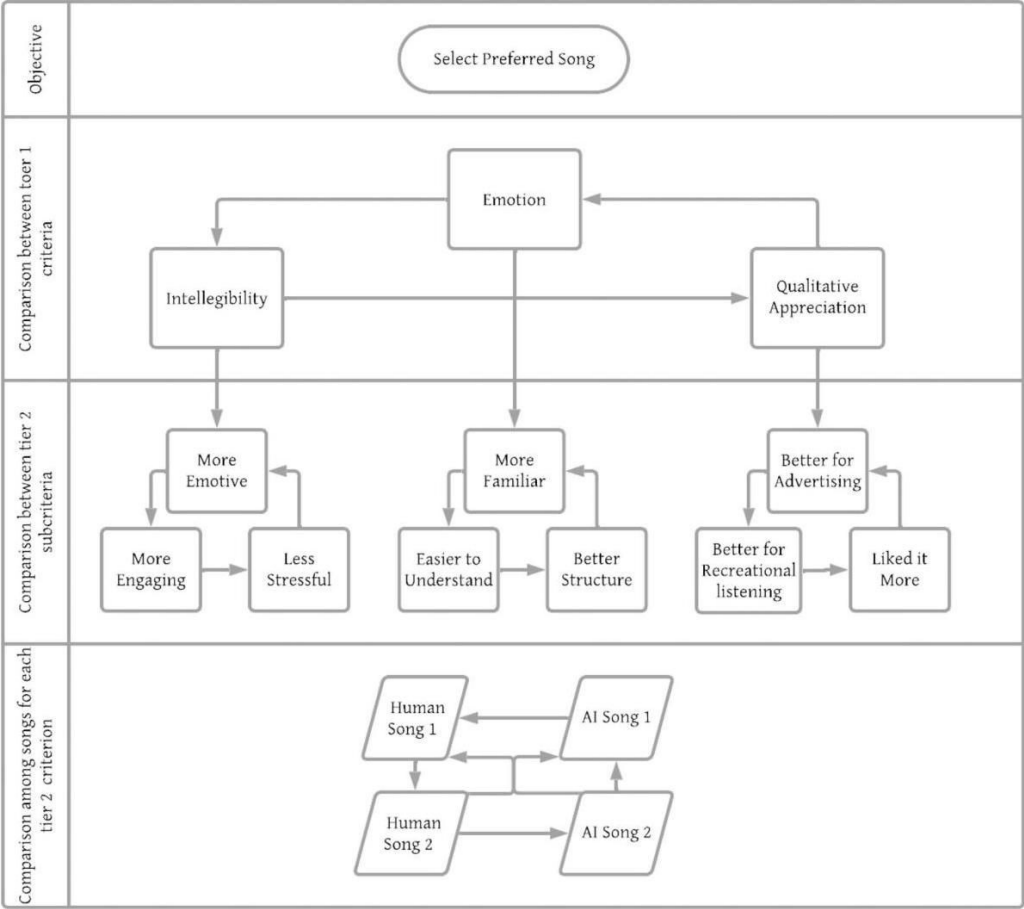 Objective
Select Preferred Song
Comparison between toer 1
criteria
Emotion
Intellegibility
Qualitative
Appreciation
Comparison between tier 2
subcriteria
More
Emotive
More
Familiar
Better for
Advertising
More
Engaging
Less
Stressful
Easier to
Understand
Better
Structure
Better for
Recreational
listening
Liked it
More
Comparison among songs for each
tier 2 criterion
Human
Song 1
AI Song 1
Human
Song 2
AI Song 2